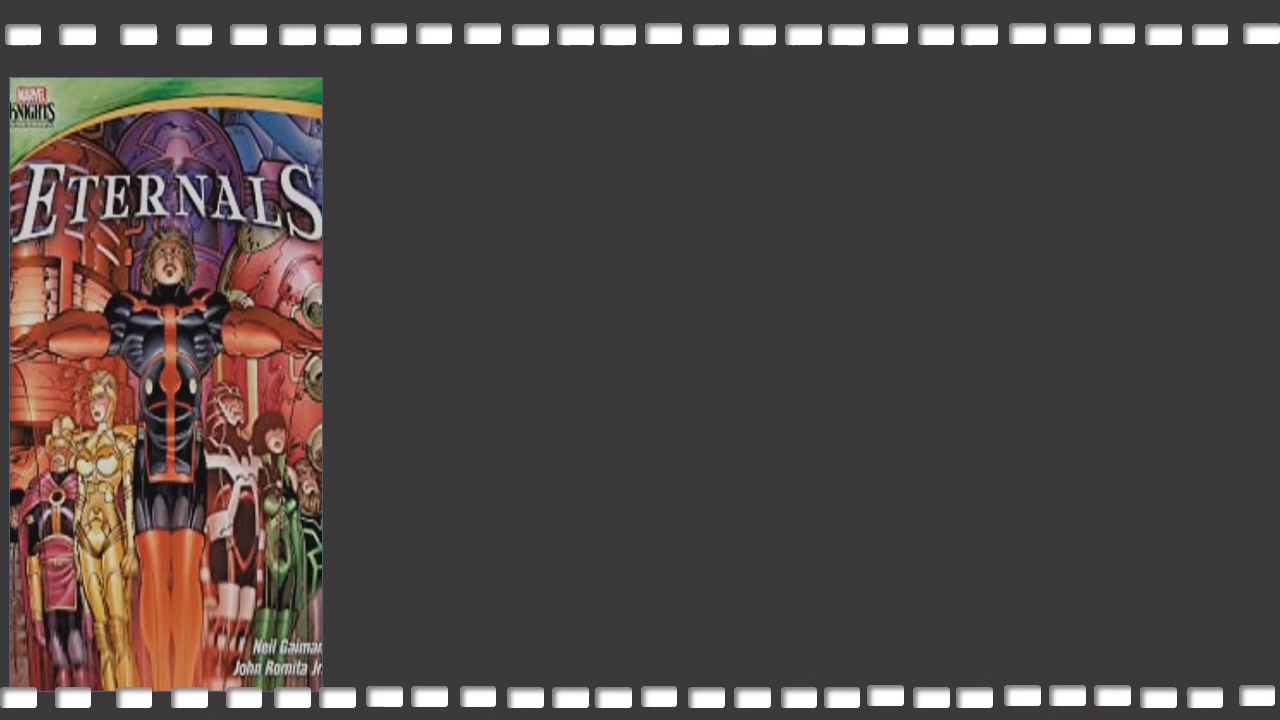 MARVEL
KNIGHTS
ETERNALS
Neil Gaiman
John Romita Jr.